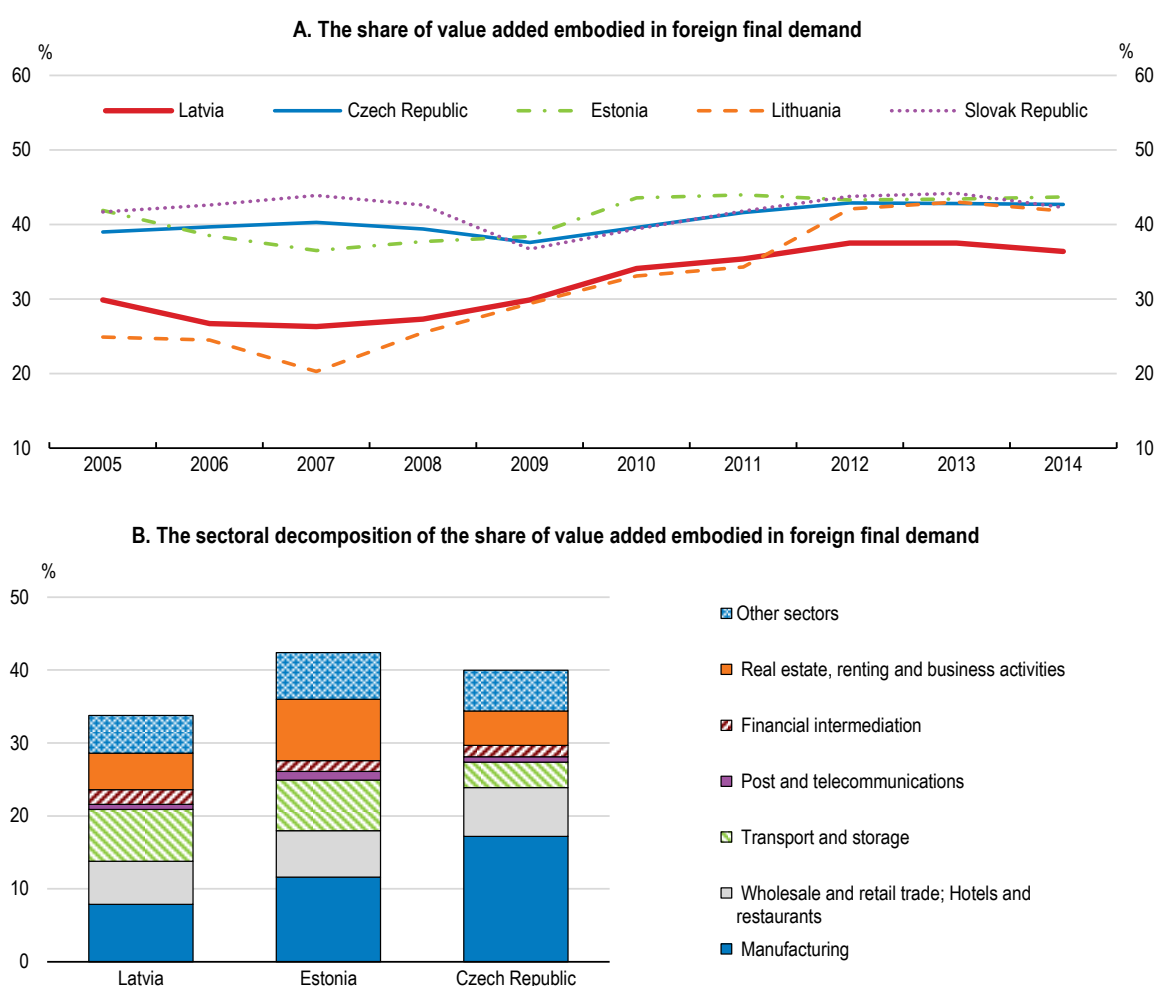 A. The share of value added embodied in foreign final demand
% %
60 60
Latvia Czech Republic Estonia Lithuania Slovak Republic
50 50
40 40
30 30
20 20
10 10
2005 2006 2007 2008 2009 2010 2011 2012 2013 2014
B. The sectoral decomposition of the share of value added embodied in foreign final demand
%
50
40
30
20
10
0
Latvia Estonia Czech Republic
Other sectors
Real estate, renting and business activities
Financial intermediation
Post and telecommunications
Transport and storage
Wholesale and retail trade; Hotels and
restaurants
Manufacturing